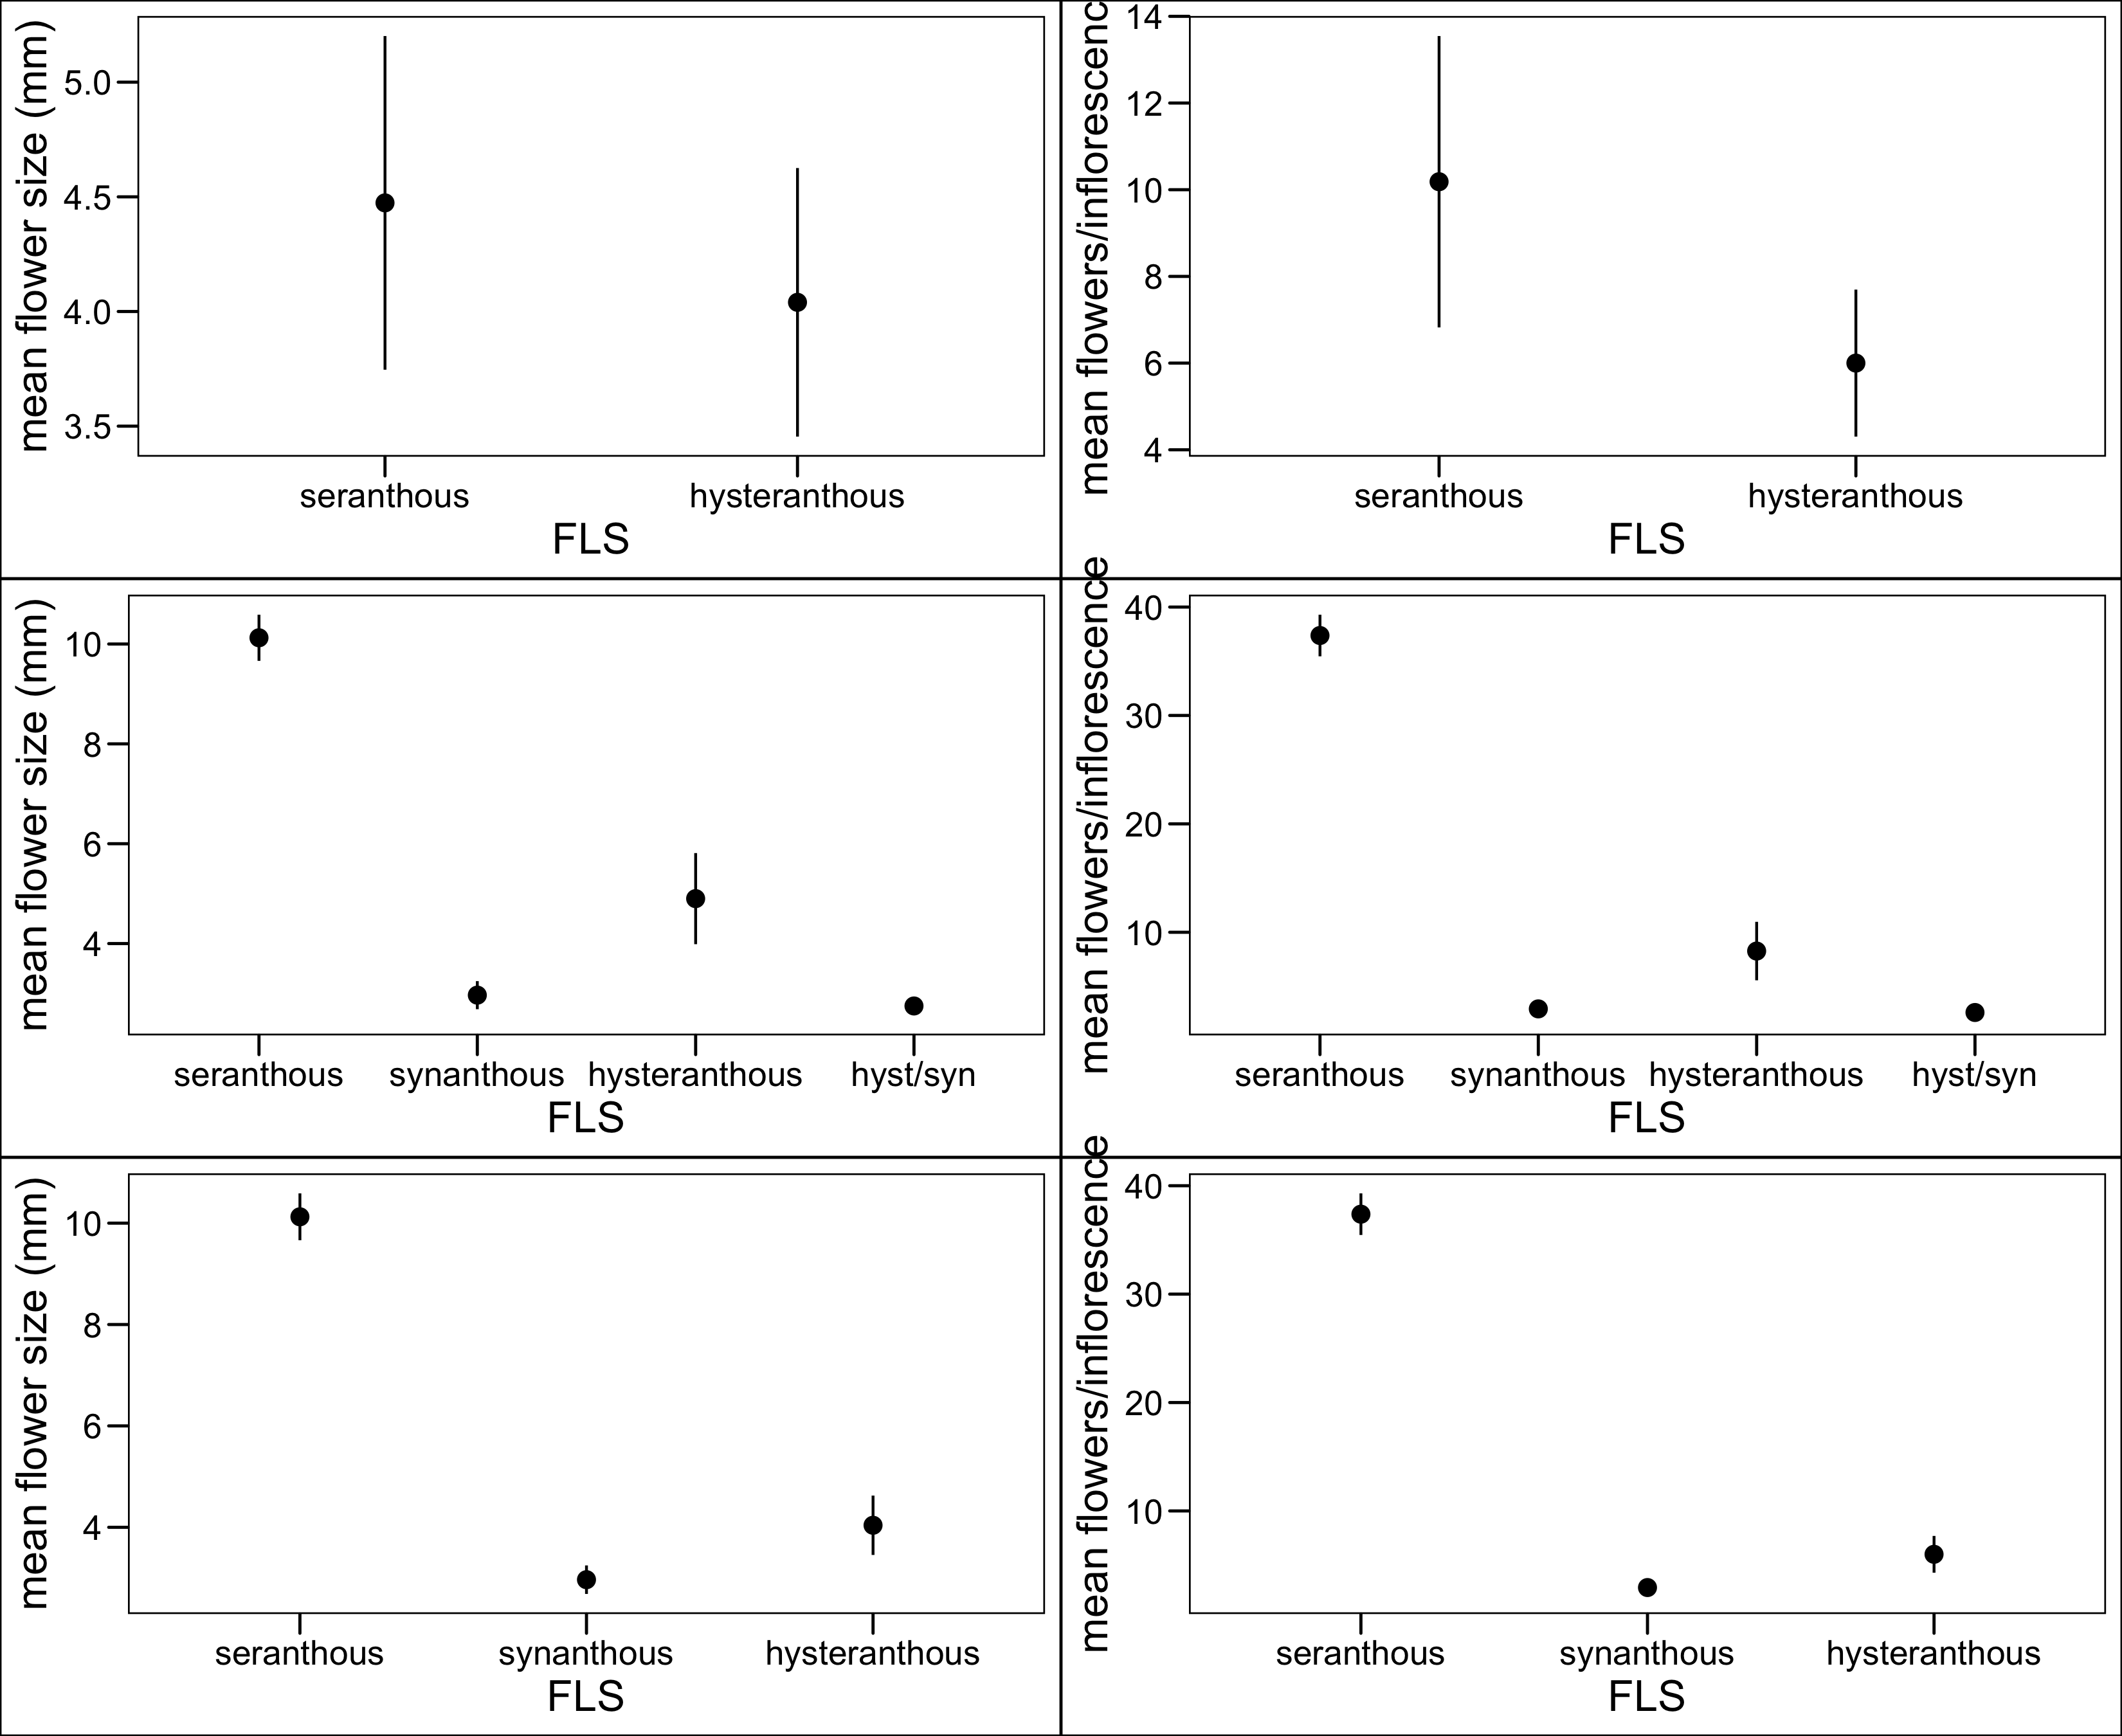 mean flower size (mm)
5.0
4.5
4.0
3.5
seranthous hysteranthous
FLS
mean flowers/inflorescenc
14
12
10
8
6
4
seranthous hysteranthous
FLS
mean flower size (mm)
10
8
6
4
seranthous synanthous hysteranthous hyst/syn
FLS
mean flowers/inflorescence
40
30
20
10
seranthous synanthous hysteranthous hyst/syn
FLS
mean flower size (mm)
10
8
6
4
seranthous synanthous hysteranthous
FLS
mean flowers/inflorescence
40
30
20
10
seranthous synanthous hysteranthous
FLS